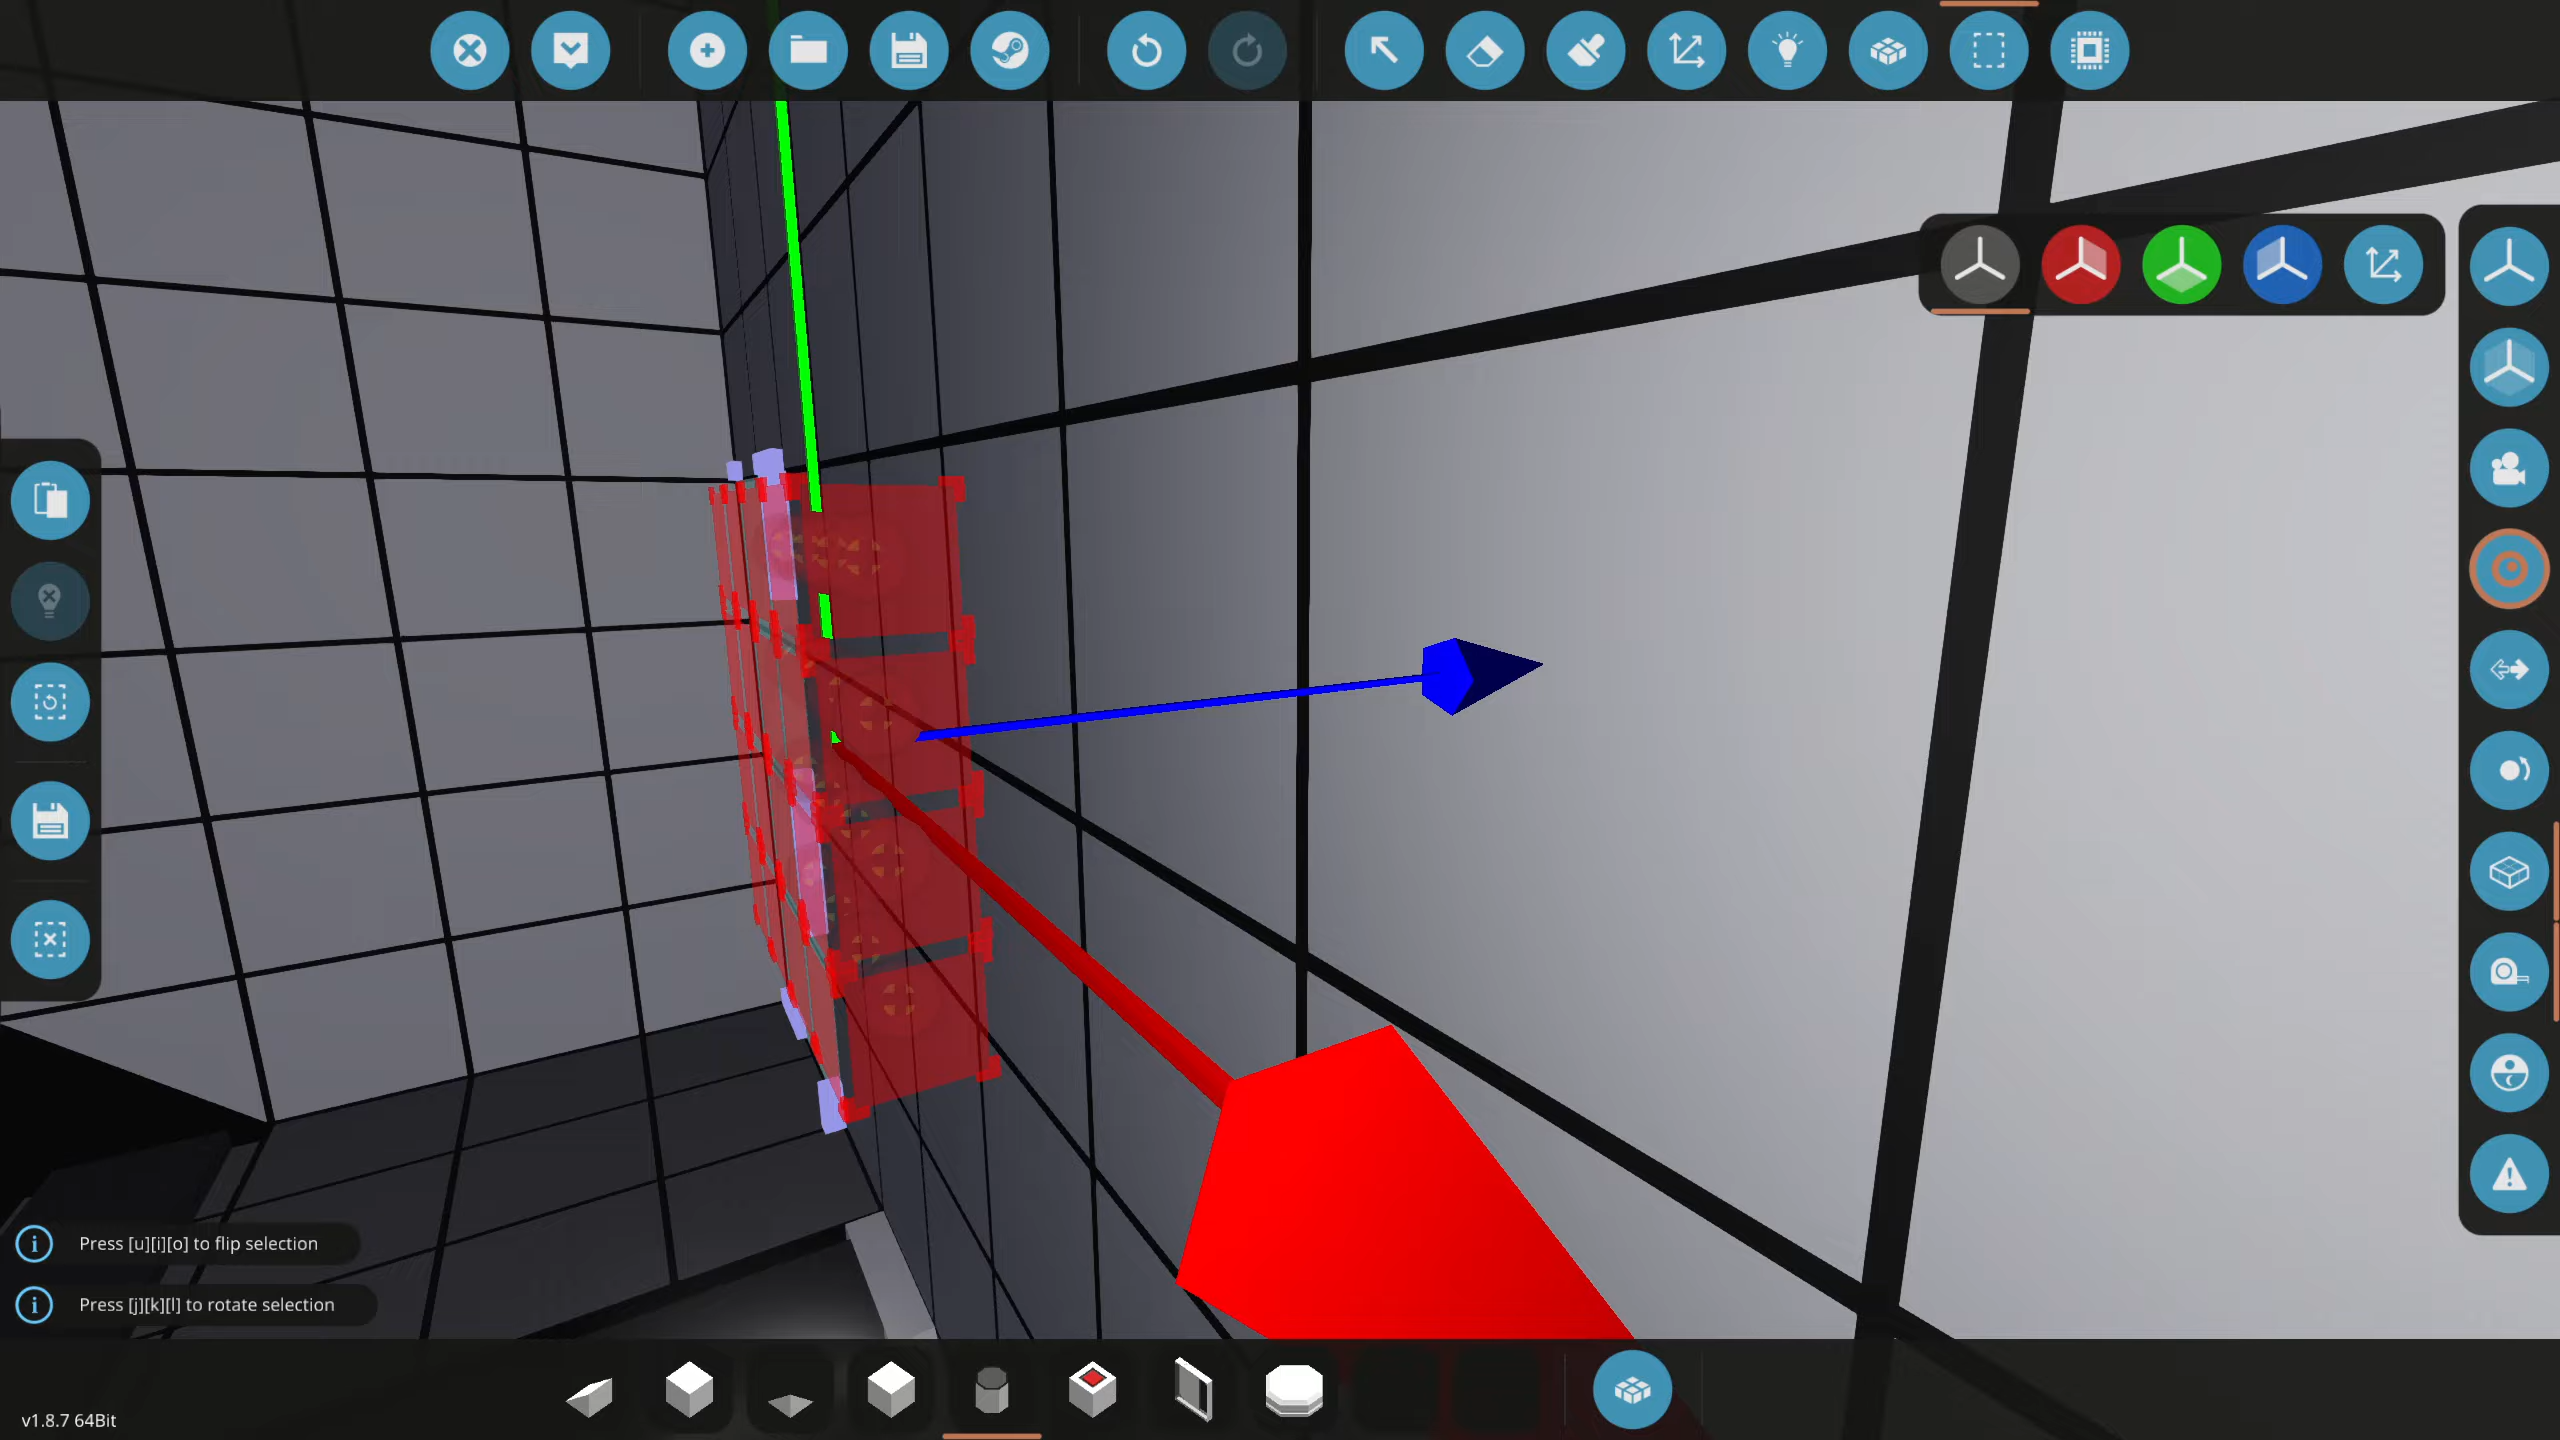 Press [u][i][o] to flip selection
Press [j][k][l] to rotate selection
v1.8.7 64Bit